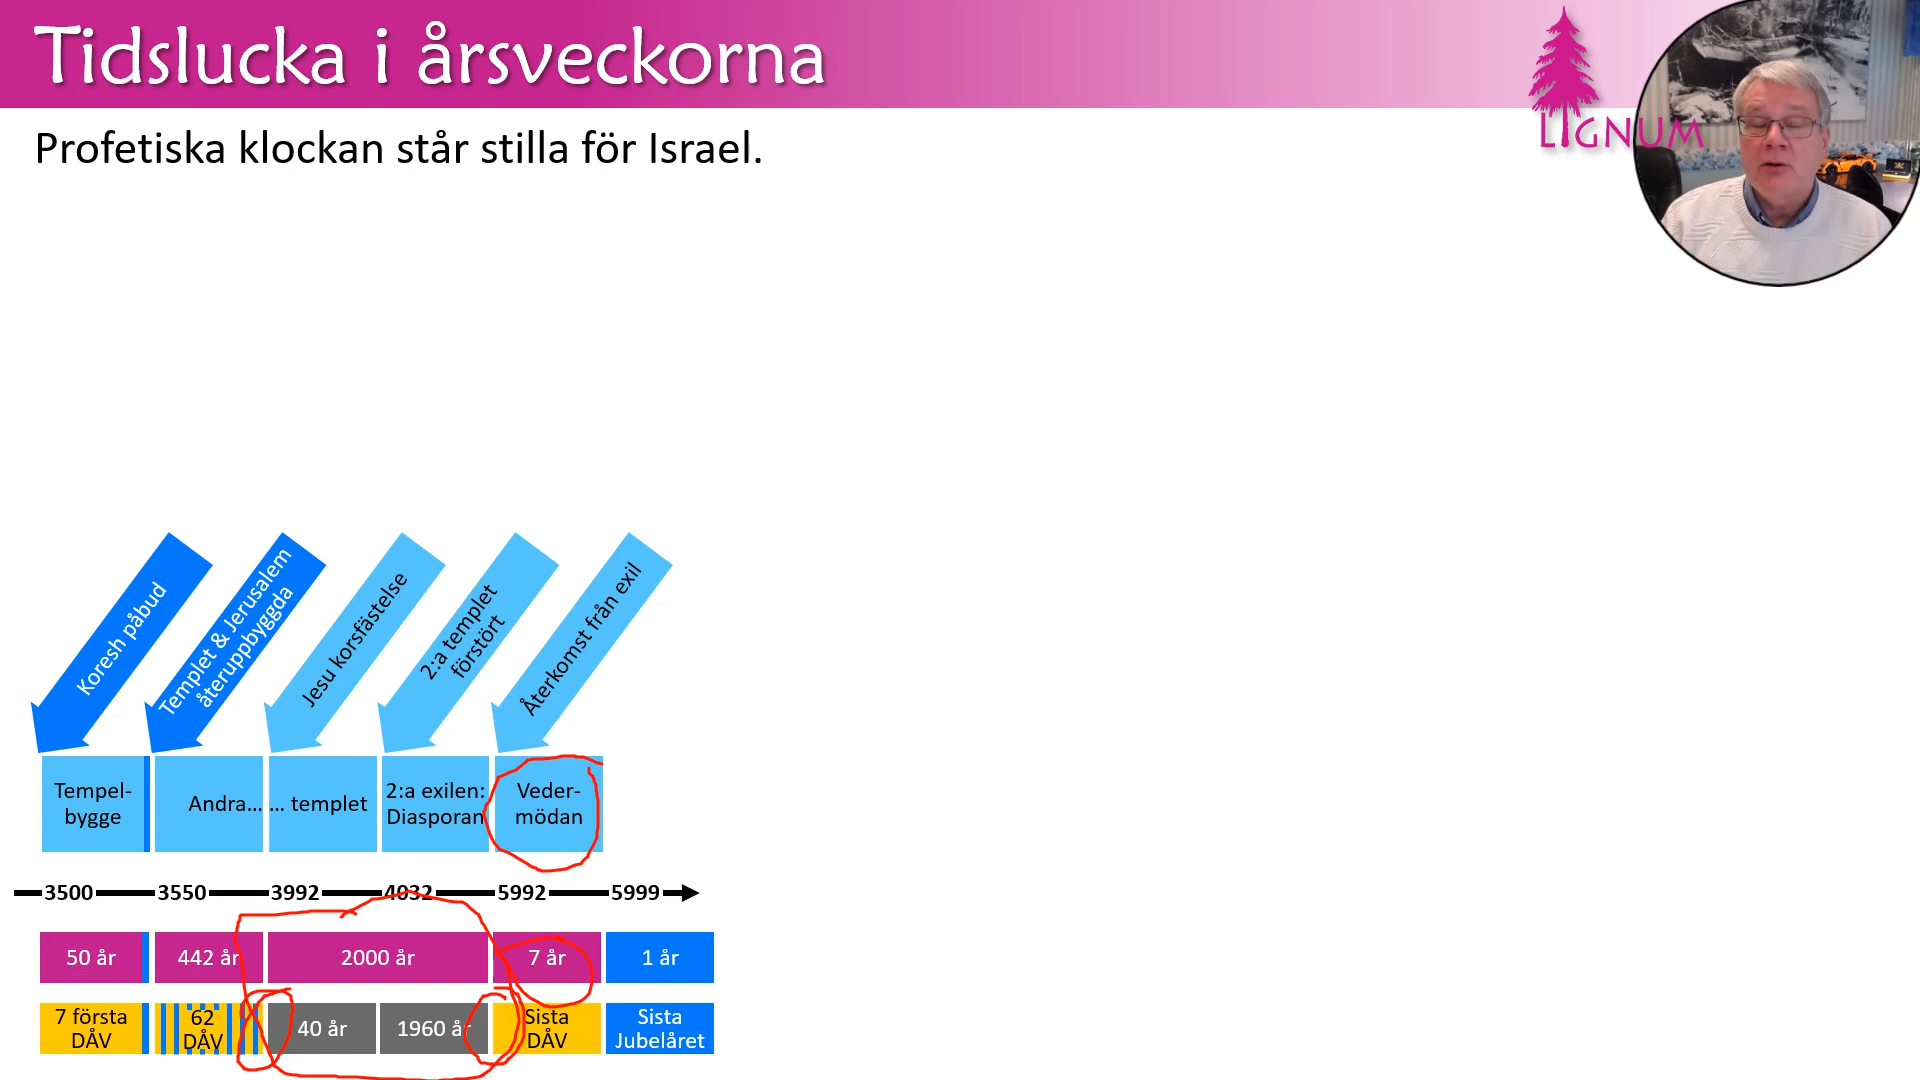 Tidslucka i årsveckorna
LIGNUM
Profetiska klockan står stilla för Israel.
Koresh påbud
Templet & Jerusalem
återuppbyggda
Jesu korsfästelse
2:a templet
förstört
Återkomst från exil
Tempel-
bygge
Andra...
... templet
2:a exilen:
Diasporan
Veder-
mödan
3500 3550 3992 4032 5992 5999
50 år 442 år 2000 år 7 år 1 år
7 första
DÅV
62
DÅV
40 år
1960 år
Sista
DÅV
Sista
Jubelåret